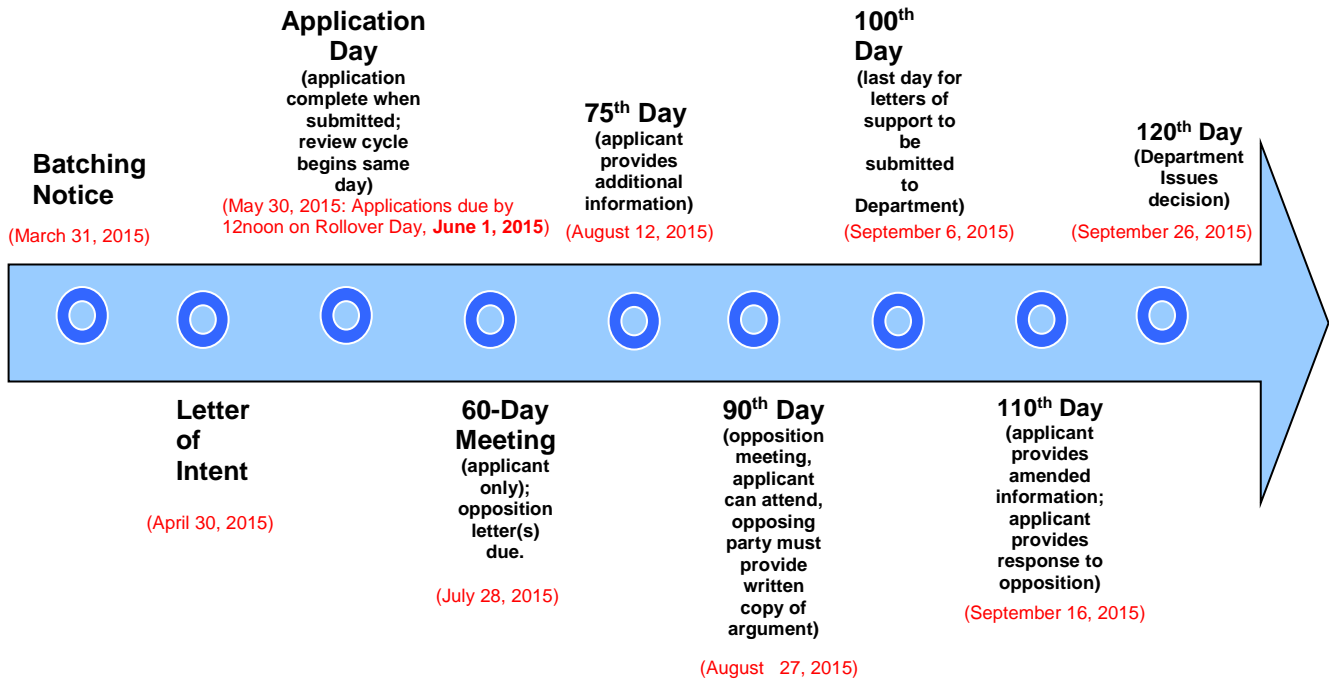 Batching
Notice
(March 31, 2015)
Letter
of
Intent
(April 30, 2015)
Application
Day
(application
complete when
submitted;
review cycle
begins same
day)
(May 30, 2015: Applications due by
12noon on Rollover Day, June 1, 2015)
60-Day
Meeting
(applicant
only);
opposition
letter(s)
due.
(July 28, 2015)
75th Day
(applicant
provides
additional
information)
(August 12, 2015)
90th Day
(opposition
meeting,
applicant
can attend,
opposing
party must
provide
written
copy of
argument)
(August 27, 2015)
100th
Day
(last day for
letters of
support to
be
submitted
to
Department)
(September 6, 2015)
110th Day
(applicant
provides
amended
information;
applicant
provides
response to
opposition)
(September 16, 2015)
120th Day
(Department
Issues
decision)
(September 26, 2015)